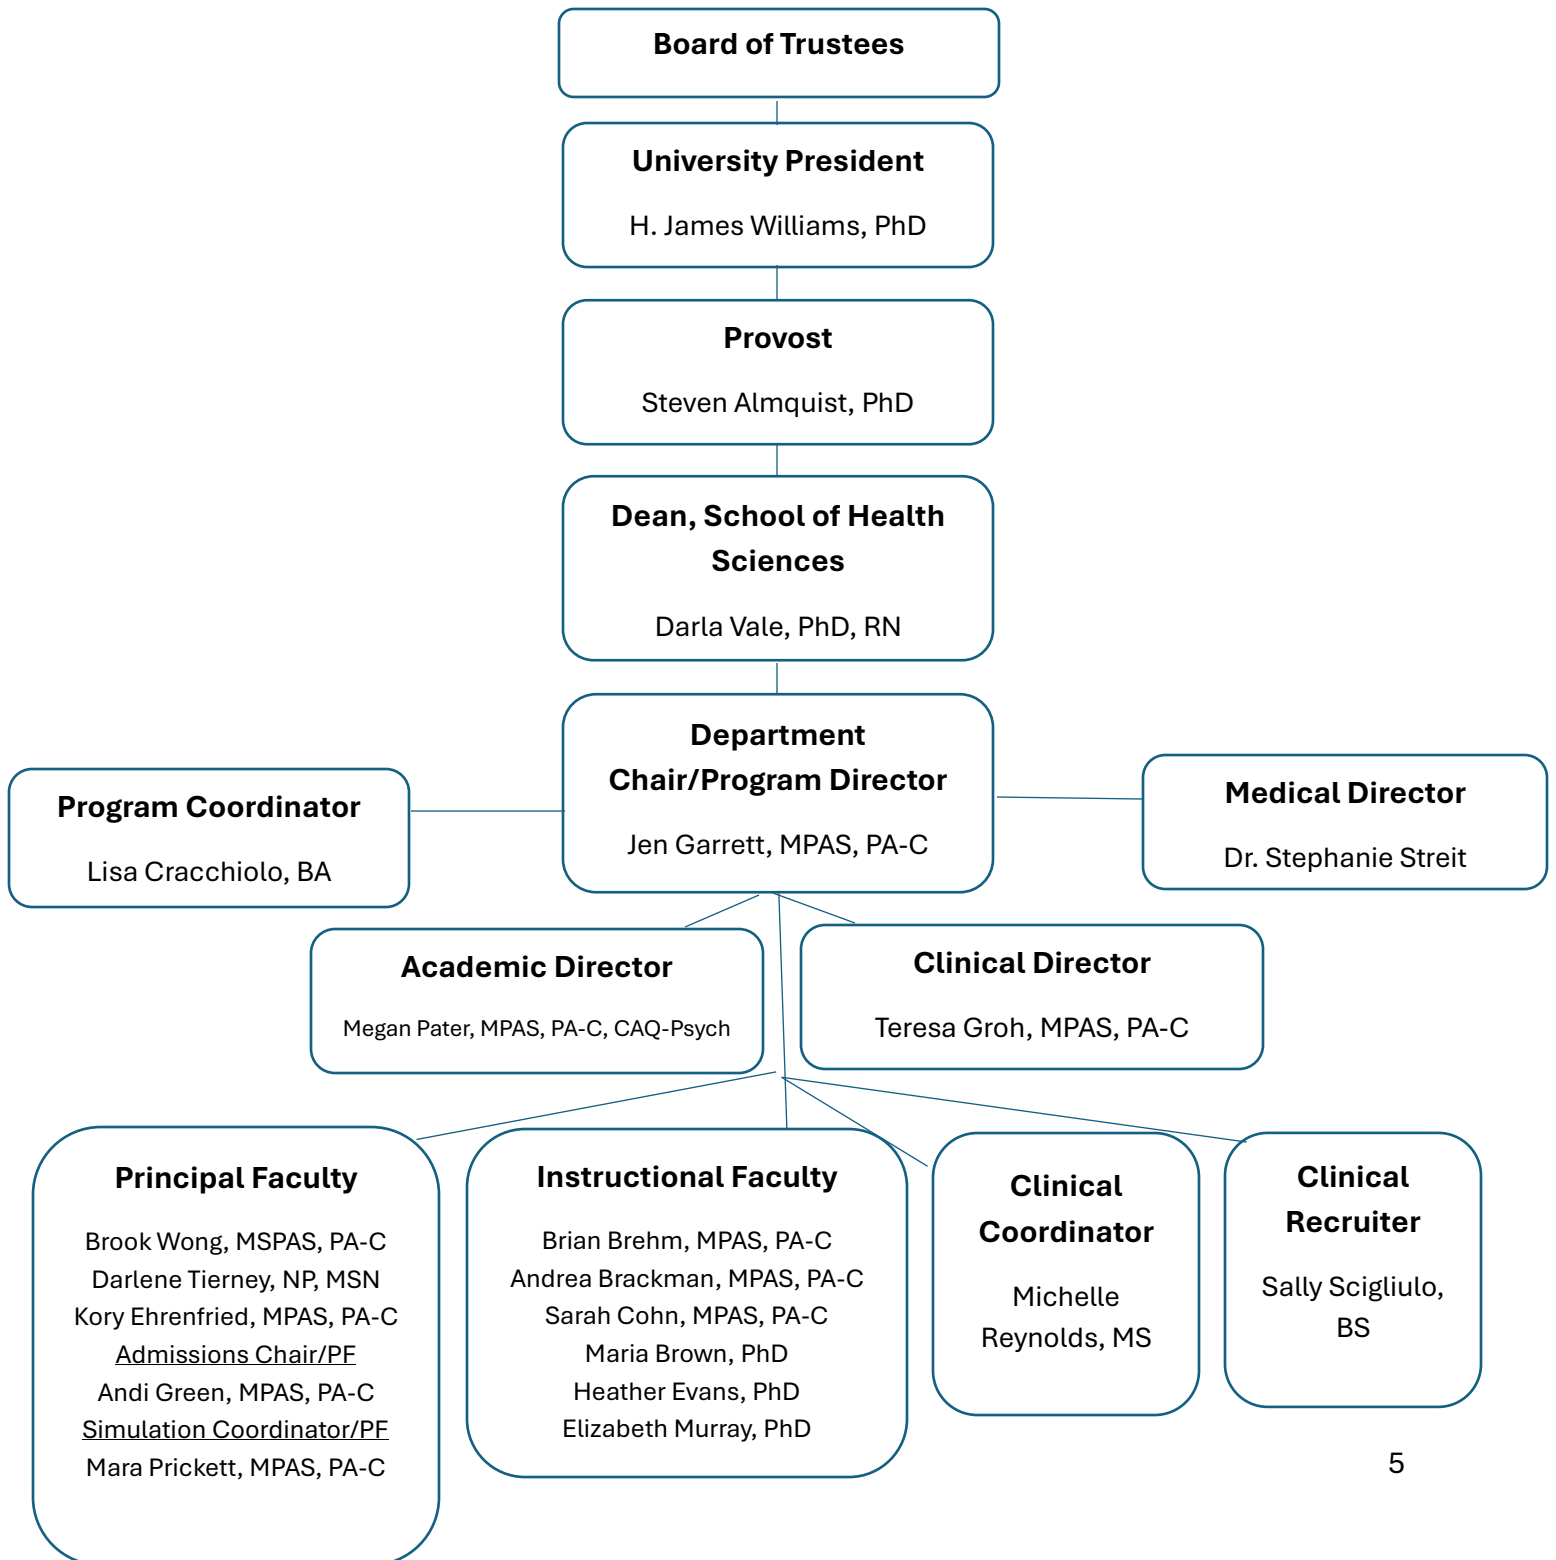 Board of Trustees
University President
H. James Williams, PhD
Provost
Steven Almquist, PhD
Dean, School of Health
Sciences
Darla Vale, PhD, RN
Department
Chair/Program Director
Jen Garrett, MPAS, PA-C
Program Coordinator
Lisa Cracchiolo, BA
Medical Director
Dr. Stephanie Streit
Academic Director
Megan Pater, MPAS, PA-C, CAQ-Psych
Clinical Director
Teresa Groh, MPAS, PA-C
Principal Faculty
Brook Wong, MSPAS, PA-C
Darlene Tierney, NP, MSN
Kory Ehrenfried, MPAS, PA-C
Admissions Chair/PF
Andi Green, MPAS, PA-C
Simulation Coordinator/PF
Mara Prickett, MPAS, PA-C
Instructional Faculty
Brian Brehm, MPAS, PA-C
Andrea Brackman, MPAS, PA-C
Sarah Cohn, MPAS, PA-C
Maria Brown, PhD
Heather Evans, PhD
Elizabeth Murray, PhD
Clinical
Coordinator
Michelle
Reynolds, MS
Clinical
Recruiter
Sally Scigliulo,
BS
5